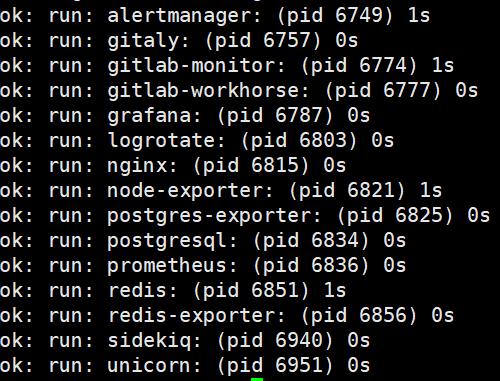 ok: run: alertmanager: (pid 6749) 1s
ok: run: gitaly: (pid 6757) 0s
ok: run: gitlab-monitor: (pid 6774) 1s
ok: run: gitlab-workhorse: (pid 6777) 0s
ok: run: grafana: (pid 6787) 0s
ok: run: logrotate: (pid 6803) 0s
ok: run: nginx: (pid 6815) 0s
ok: run: node-exporter: (pid 6821) 1s
ok: run: postgres-exporter: (pid 6825) 0s
ok: run: postgresql: (pid 6834) 0s
ok: run: prometheus: (pid 6836) 0s
ok: run: redis: (pid 6851) 1s
ok: run: redis-exporter: (pid 6856) 0s
ok: run: sidekiq: (pid 6940) 0s
ok: run: unicorn: (pid 6951) 0s